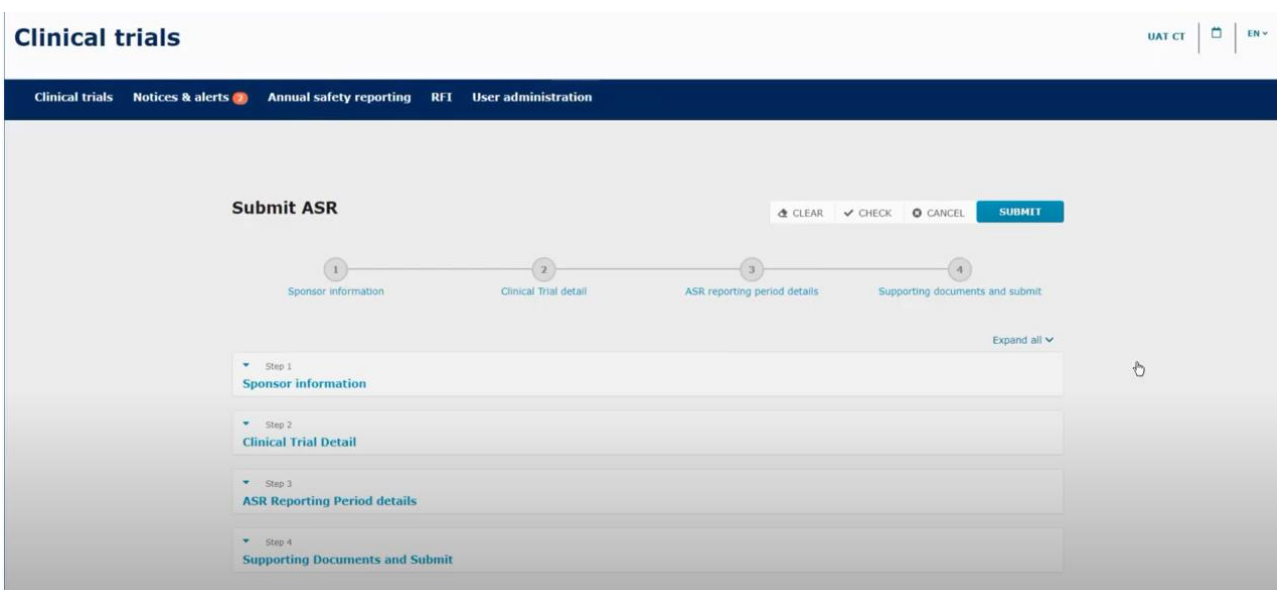 Clinical trials
UAT CT EN
Clinical trials Notices & alerts Annual safety reporting RFI User administration
Submit ASR
CLEAR CHECK CANCEL SUBMIT
1 2 3 4
Sponsor information Clinical Trial detail ASR reporting period details Supporting documents and submit
Expand all
Step 1
Sponsor information
Step 2
Clinical Trial Detail
Step 3
ASR Reporting Period details
Step 4
Supporting Documents and Submit